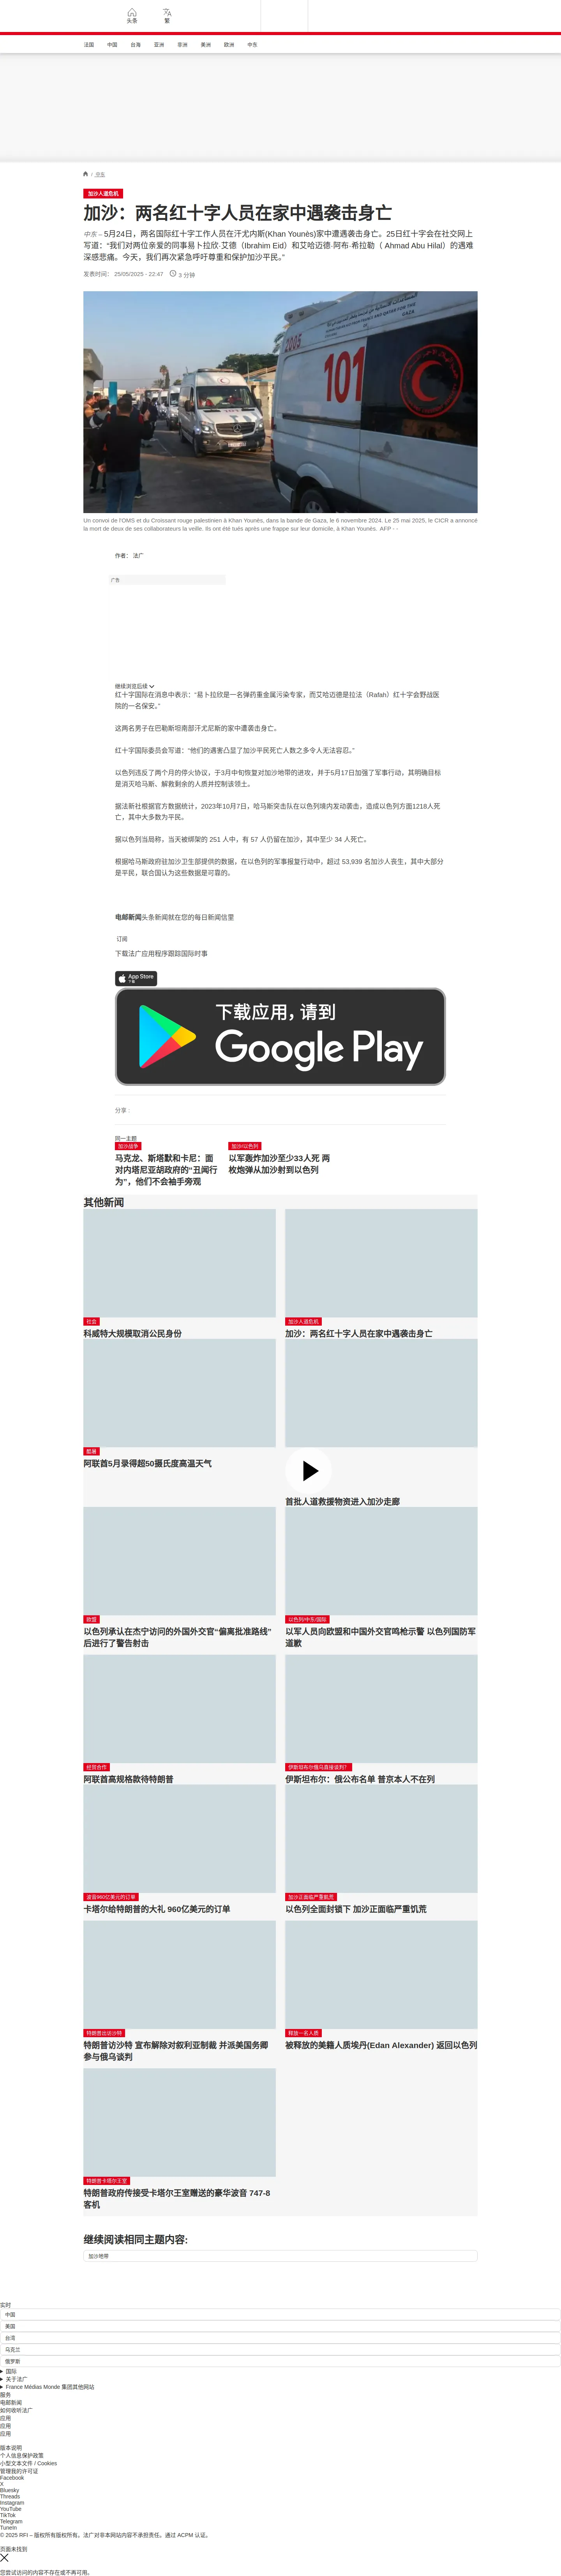 头条
繁
法国
中国
台海
亚洲
非洲
美洲
欧洲
中东
/ 中东
加沙人道危机
加沙：两名红十字人员在家中遇袭击身亡
中东 – 5月24日，两名国际红十字工作人员在汗尤内斯(Khan Younès)家中遭遇袭击身亡。25日红十字会在社交网上
写道：“我们对两位亲爱的同事易卜拉欣·艾德（Ibrahim Eid）和艾哈迈德·阿布·希拉勒（ Ahmad Abu Hilal）的遇难
深感悲痛。今天，我们再次紧急呼吁尊重和保护加沙平民。”
发表时间： 25/05/2025 - 22:47
3 分钟
2005
101
Un convoi de l'OMS et du Croissant rouge palestinien à Khan Younès, dans la bande de Gaza, le 6 novembre 2024. Le 25 mai 2025, le CICR a annoncé
la mort de deux de ses collaborateurs la veille. Ils ont été tués après une frappe sur leur domicile, à Khan Younès. AFP - -
作者： 法广
广告
继续浏览后续
红十字国际在消息中表示：“易卜拉欣是一名弹药重金属污染专家，而艾哈迈德是拉法（Rafah）红十字会野战医
院的一名保安。”
这两名男子在巴勒斯坦南部汗尤尼斯的家中遭袭击身亡。
红十字国际委员会写道：“他们的遇害凸显了加沙平民死亡人数之多令人无法容忍。”
以色列违反了两个月的停火协议，于3月中旬恢复对加沙地带的进攻，并于5月17日加强了军事行动，其明确目标
是消灭哈马斯、解救剩余的人质并控制该领土。
据法新社根据官方数据统计，2023年10月7日，哈马斯突击队在以色列境内发动袭击，造成以色列方面1218人死
亡，其中大多数为平民。
据以色列当局称，当天被绑架的 251 人中，有 57 人仍留在加沙，其中至少 34 人死亡。
根据哈马斯政府驻加沙卫生部提供的数据，在以色列的军事报复行动中，超过 53,939 名加沙人丧生，其中大部分
是平民，联合国认为这些数据是可靠的。
电邮新闻头条新闻就在您的每日新闻信里
订阅
下载法广应用程序跟踪国际时事
App Store
下载
下载应用，请到
Google Play
分享 :
同一主题
加沙战争
马克龙、斯塔默和卡尼：面
对内塔尼亚胡政府的“丑闻行
为”，他们不会袖手旁观
加沙/以色列
以军轰炸加沙至少33人死 两
枚炮弹从加沙射到以色列
其他新闻
社会
科威特大规模取消公民身份
加沙人道危机
加沙：两名红十字人员在家中遇袭击身亡
酷暑
阿联首5月录得超50摄氏度高温天气
首批人道救援物资进入加沙走廊
欧盟
以色列承认在杰宁访问的外国外交官“偏离批准路线”
后进行了警告射击
以色列/中东/国际
以军人员向欧盟和中国外交官鸣枪示警 以色列国防军
道歉
经贸合作
阿联首高规格款待特朗普
伊斯坦布尔俄乌直接谈判？
伊斯坦布尔：俄公布名单 普京本人不在列
波音960亿美元的订单
卡塔尔给特朗普的大礼 960亿美元的订单
加沙正面临严重飢荒
以色列全面封锁下 加沙正面临严重饥荒
特朗普出访沙特
特朗普访沙特 宣布解除对叙利亚制裁 并派美国务卿
参与俄乌谈判
释放一名人质
被释放的美籍人质埃丹(Edan Alexander) 返回以色列
特朗普卡塔尔王室
特朗普政府传接受卡塔尔王室赠送的豪华波音 747-8
客机
继续阅读相同主题内容:
加沙地带
实时
中国
美国
台湾
乌克兰
俄罗斯
国际
关于法广
France Médias Monde 集团其他网站
服务
电邮新闻
如何收听法广
应用
应用
应用
版本说明
个人信息保护政策
小型文本文件 / Cookies
管理我的许可证
Facebook
X
Bluesky
Threads
Instagram
YouTube
TikTok
Telegram
TuneIn
© 2025 RFI – 版权所有版权所有。法广对非本网站内容不承担责任。通过 ACPM 认证。
页面未找到
您尝试访问的内容不存在或不再可用。